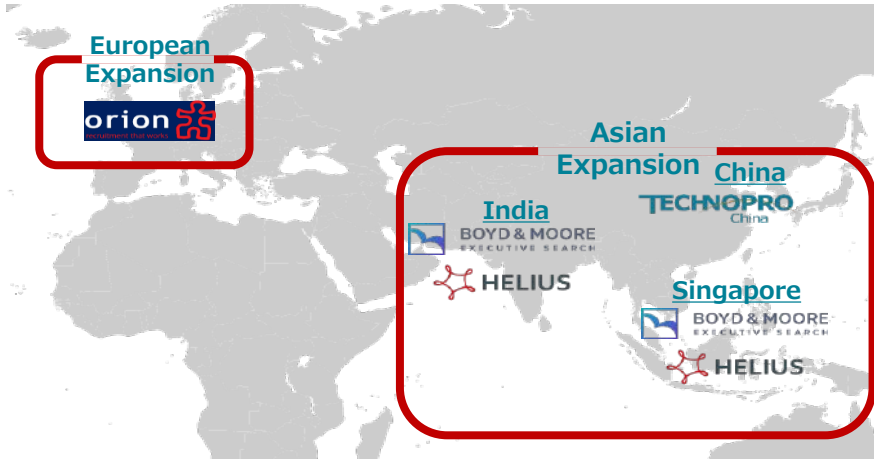 European
Expansion
orion
recruitment that works
Asian
Expansion
China
TECHNOPRO
China
India
BOYD & MOORE
EXECUTIVE SEARCH
HELIUS
Singapore
BOYD & MOORE
EXECUTIVE SEARCH
HELIUS